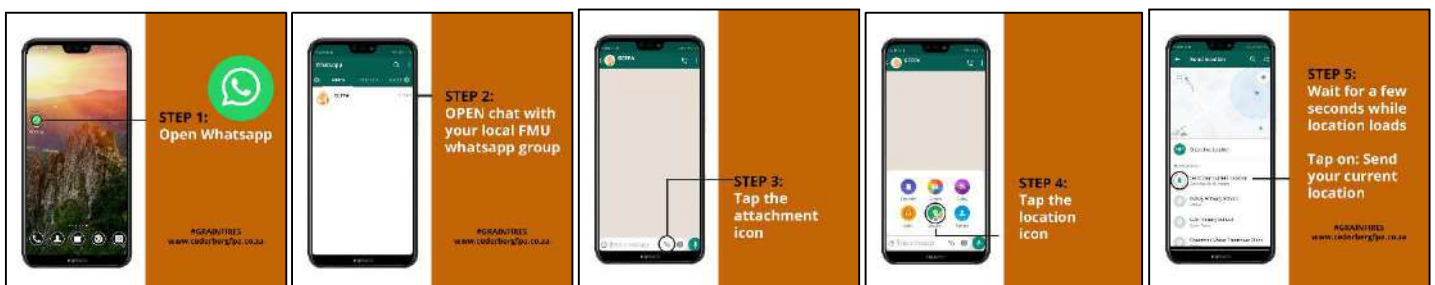 STEP 1:
Open Whatsapp
#GRAINFIRES
www.cederbergfpa.co.za
STEP 2:
OPEN chat with
your local FMU
whatsapp group
#GRAINFIRES
www.cederbergfpa.co.za
STEP 3:
Tap the
attachment
icon
STEP 4:
Tap the
location
icon
Send location
STEP 5:
Wait for a few
seconds while
location loads
Tap on: Send
your current
location
#GRAINFIRES
www.cederbergfpa.co.za